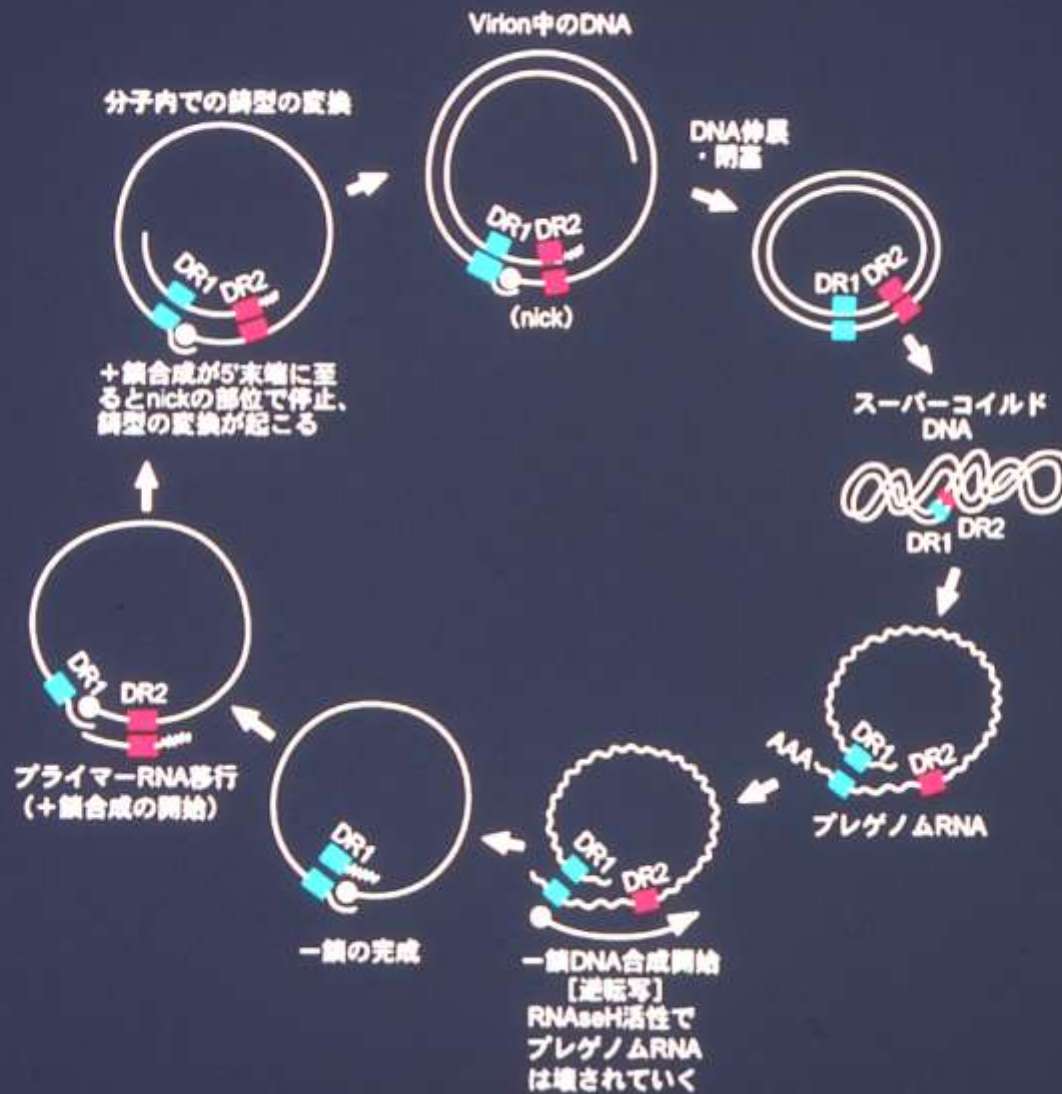 Virion中のDNA
分子内での鋳型の変換
DNA伸展
・閉塞
DR1 DR2
(nick)
DR1 DR2
DR1 DR2
+鎖合成が5'末端に至
るとnickの部位で停止、
鋳型の変換が起こる
スーパーコイルド
DNA
DR1 DR2
DR1 DR2
プライマーRNA移行
(+鎖合成の開始)
AAA
DR1
DR2
プレゲノムRNA
DR1
ー鎖の完成
DR1
DR2
ー鎖DNA合成開始
[逆転写]
RNAseH活性で
プレゲノムRNA
は壊されていく